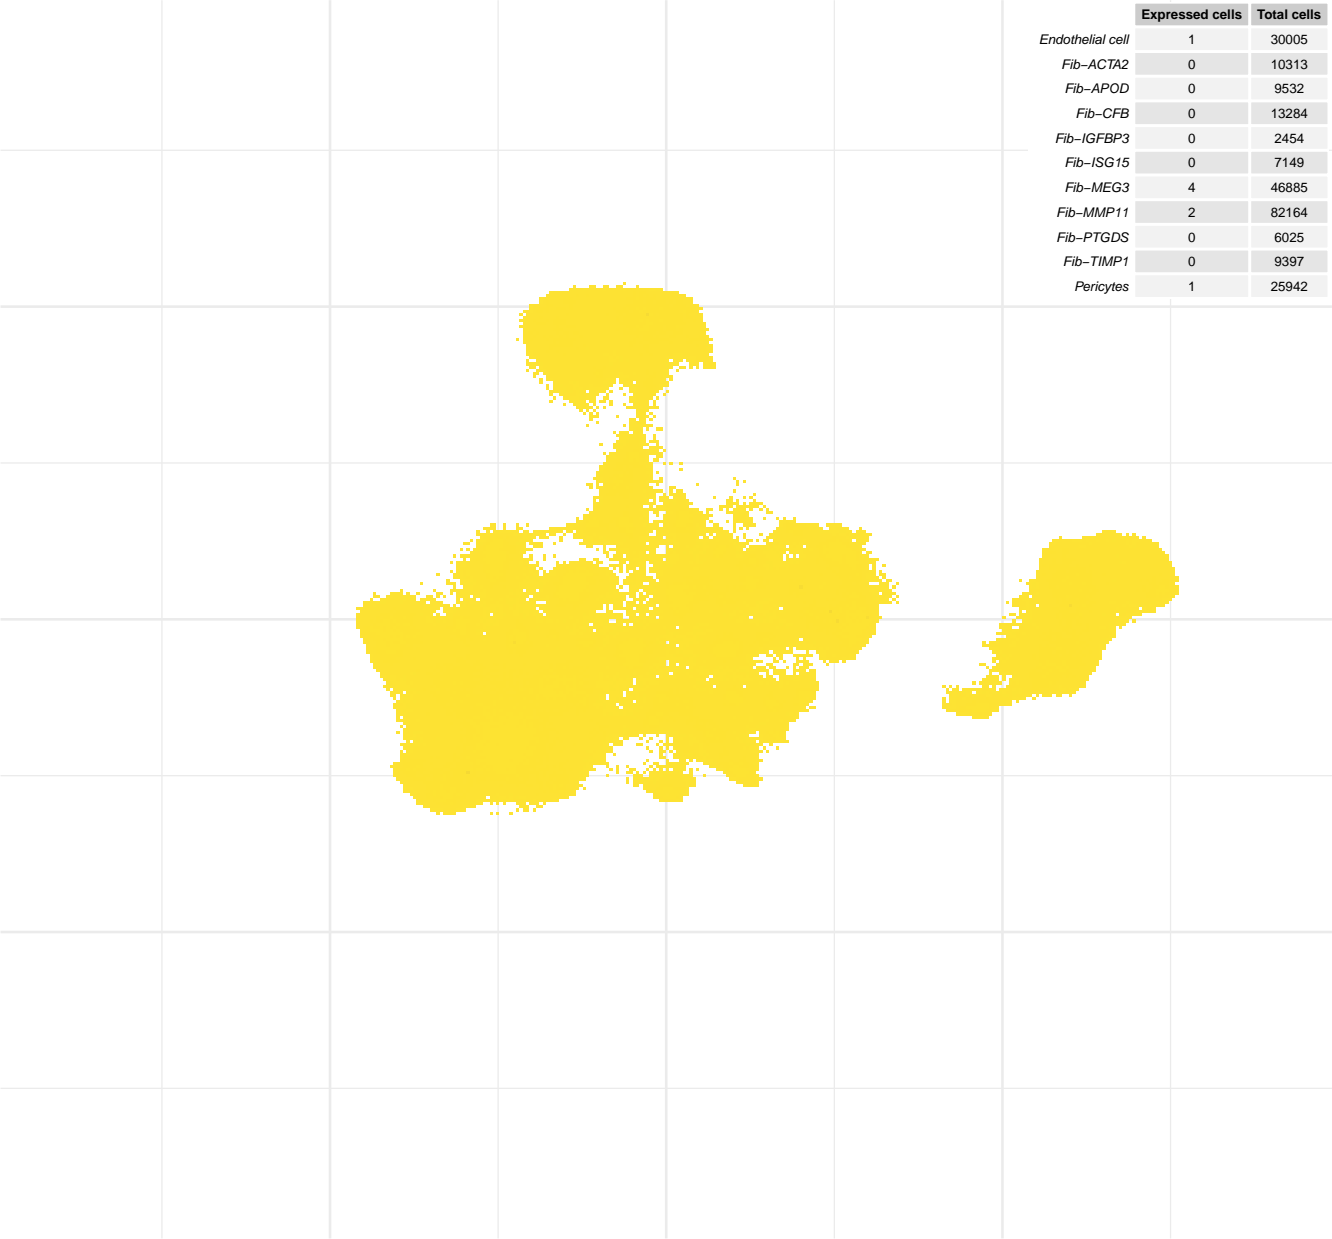 Expressed cells Total cells
Endothelial cell 1 30005
Fib−ACTA2 0 10313
Fib−APOD 0 9532
Fib−CFB 0 13284
Fib−IGFBP3 0 2454
Fib−ISG15 0 7149
Fib−MEG3 4 46885
Fib−MMP11 2 82164
Fib−PTGDS 0 6025
Fib−TIMP1 0 9397
Pericytes 1 25942